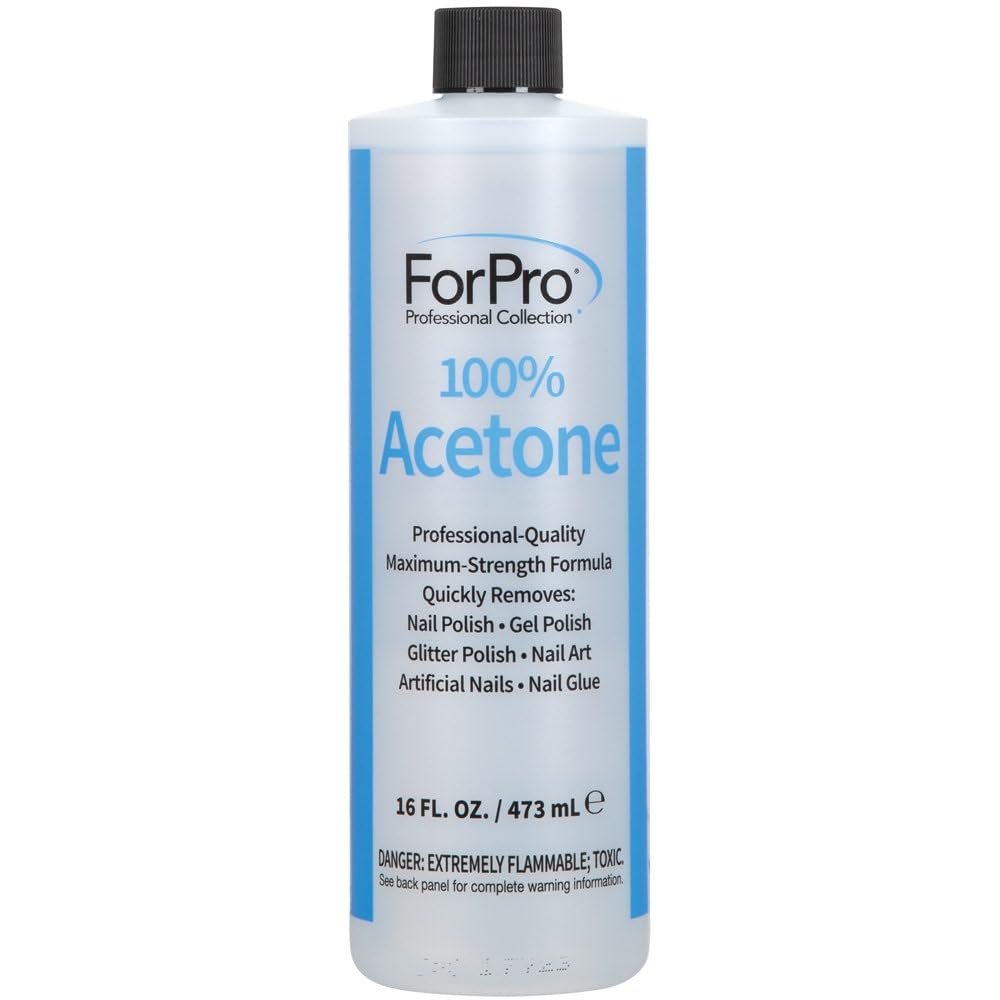 ForPro®
Professional Collection®
100%
Acetone
Professional-Quality
Maximum-Strength Formula
Quickly Removes:
Nail Polish • Gel Polish
Glitter Polish • Nail Art
Artificial Nails • Nail Glue
16 FL. OZ. / 473 mL ℮
DANGER: EXTREMELY FLAMMABLE; TOXIC.
See back panel for complete warning information.